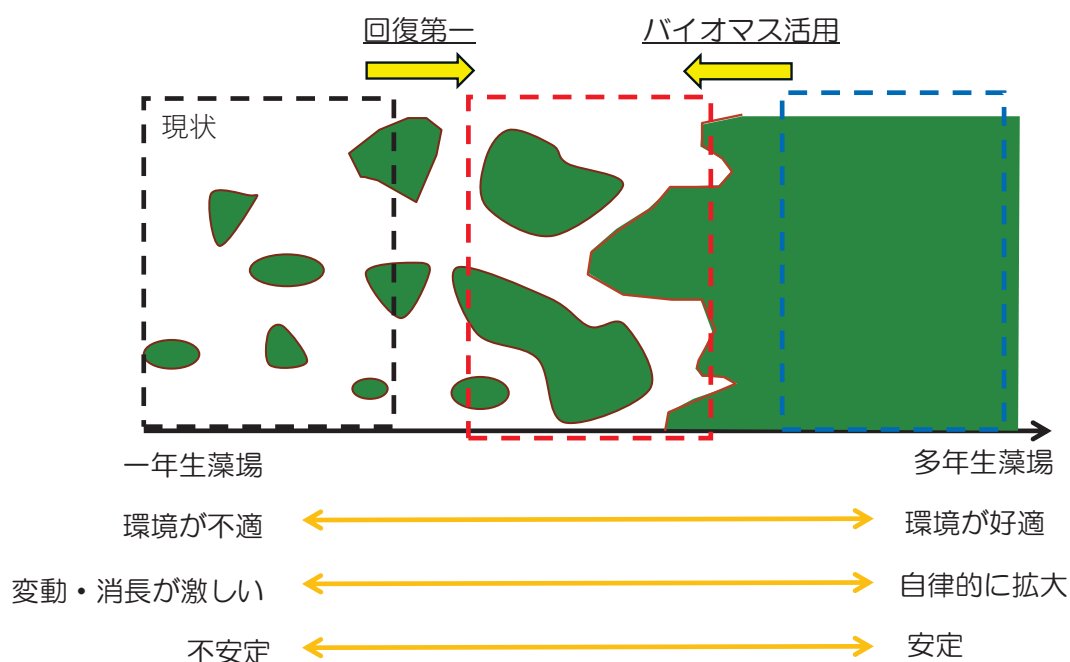 回復第一
バイオマス活用
現状
一年生藻場
多年生藻場
環境が不適
環境が好適
変動・消長が激しい
自律的に拡大
不安定
安定